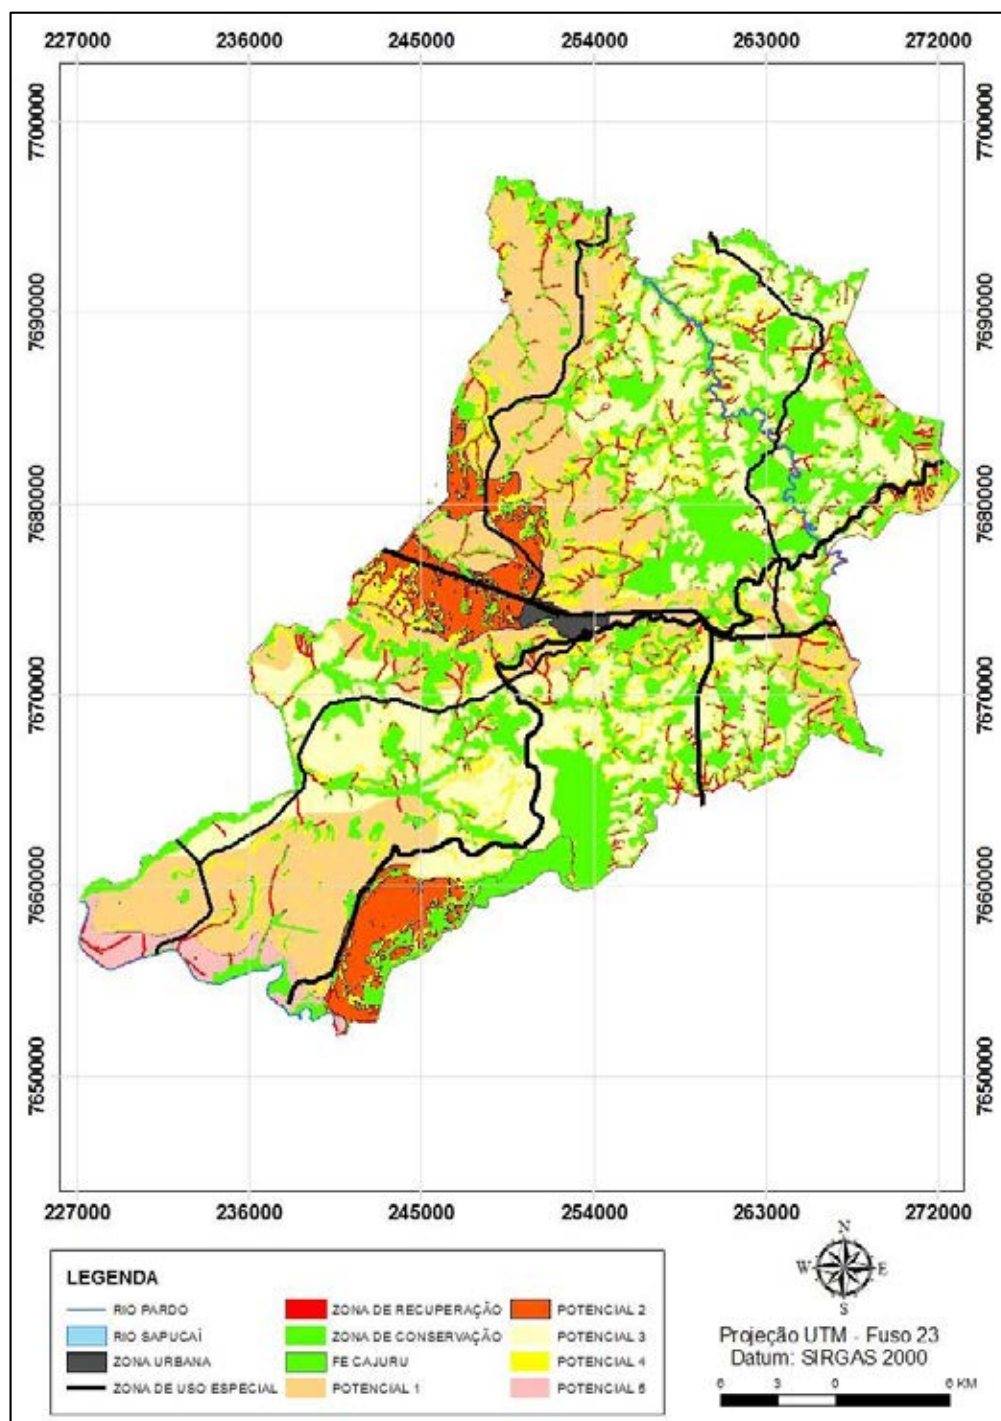 227000 236000 245000 254000 263000 272000
7700000 7700000
7690000 7690000
7680000 7680000
7670000 7670000
7660000 7660000
7650000 7650000
227000 236000 245000 254000 263000 272000
LEGENDA
RIO PARDO
RIO SAPUCAÍ
ZONA URBANA
ZONA DE USO ESPECIAL
ZONA DE RECUPERAÇÃO
ZONA DE CONSERVAÇÃO
FE CAJURU
POTENCIAL 1
POTENCIAL 2
POTENCIAL 3
POTENCIAL 4
POTENCIAL 5
N
W E
S
Projeção UTM - Fuso 23
Datum: SIRGAS 2000
6 3 0 6 KM